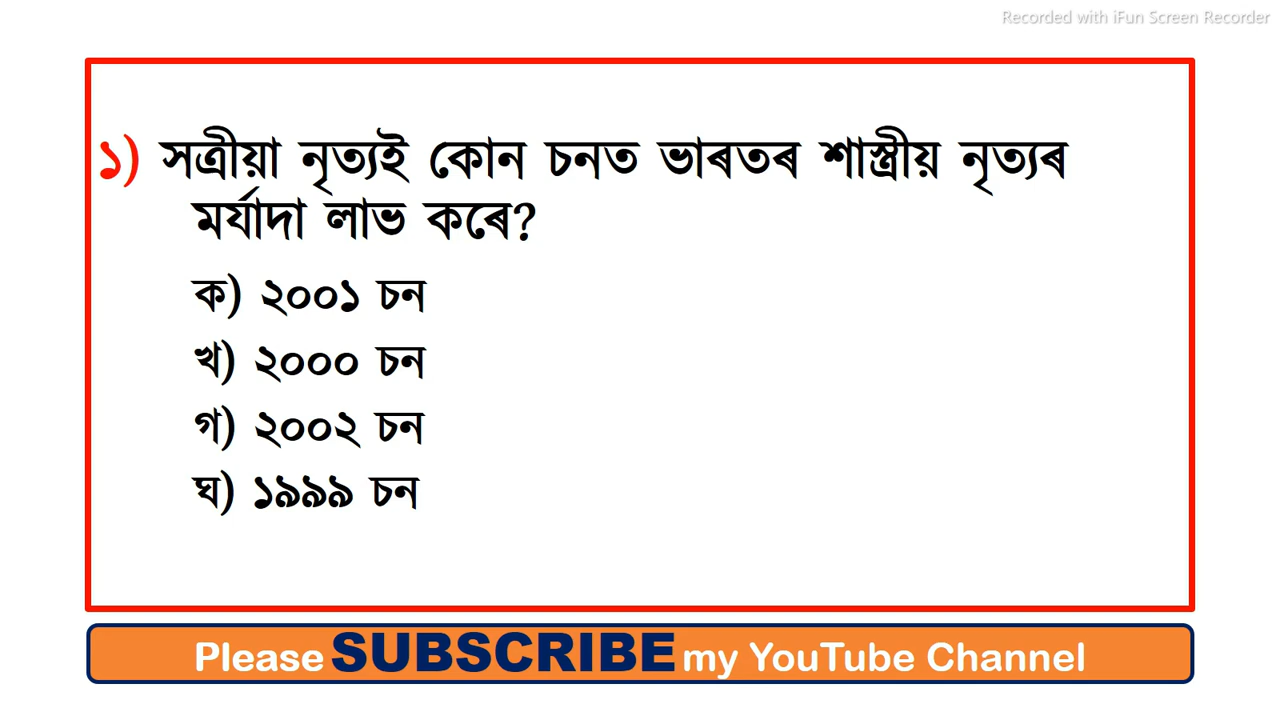 Recorded with iFun Screen Recorder
১) সত্ৰীয়া নৃত্যই কোন চনত ভাৰতৰ শাস্ত্ৰীয় নৃত্যৰ
মৰ্যাদা লাভ কৰে?
ক) ২০০১ চন
খ) ২০০০ চন
গ) ২০০২ চন
ঘ) ১৯৯৯ চন
Please SUBSCRIBE my YouTube Channel